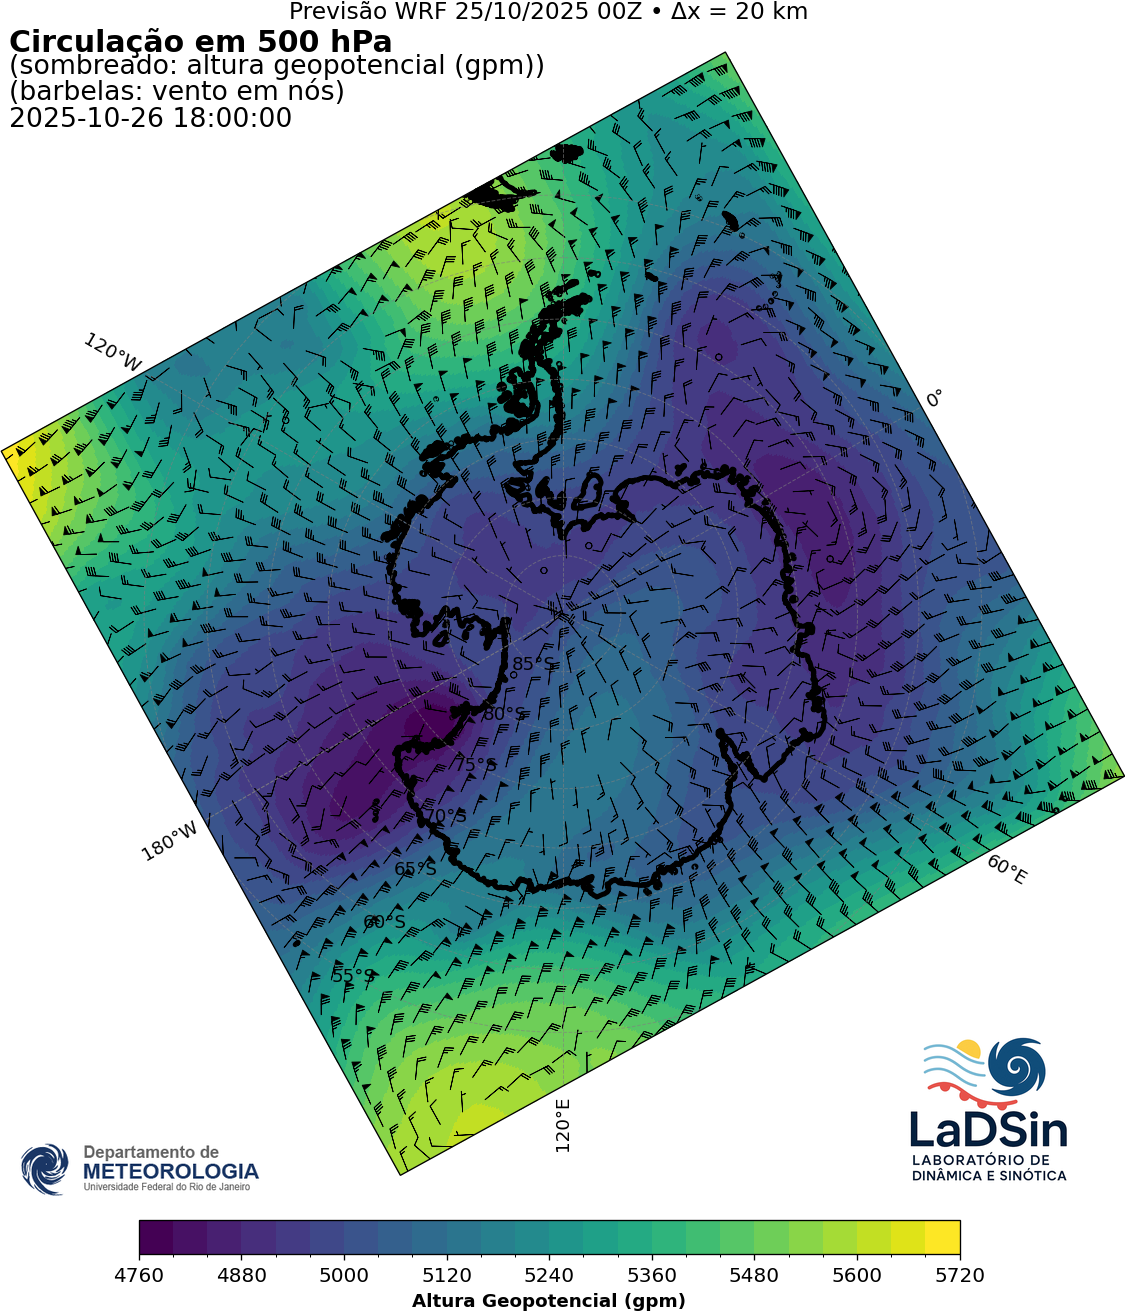 Previsão WRF 25/10/2025 00Z • Δx = 20 km
Circulação em 500 hPa
(sombreado: altura geopotencial (gpm))
(barbelas: vento em nós)
2025-10-26 18:00:00
120°W
0°
85°S
80°S
75°S
70°S
180°W
65°S
60°E
60°S
55°S
120°E
LaDSin
LABORATÓRIO DE
DINÂMICA E SINÓTICA
Departamento de
METEOROLOGIA
Universidade Federal do Rio de Janeiro
4760 4880 5000 5120 5240 5360 5480 5600 5720
Altura Geopotencial (gpm)